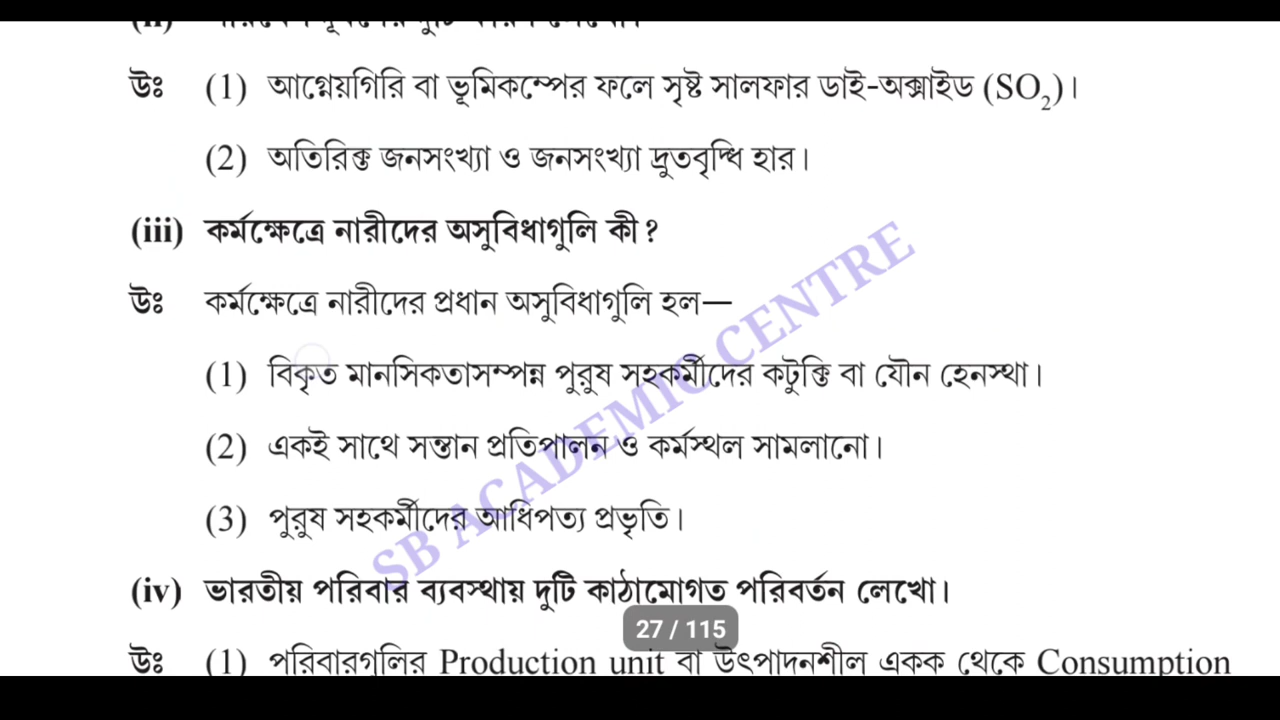 উঃ (1) আগ্নেয়গিরি বা ভূমিকম্পের ফলে সৃষ্ট সালফার ডাই-অক্সাইড (SO₂)।
(2) অতিরিক্ত জনসংখ্যা ও জনসংখ্যা দ্রুতবৃদ্ধি হার।
(iii) কর্মক্ষেত্রে নারীদের অসুবিধাগুলি কী?
উঃ কর্মক্ষেত্রে নারীদের প্রধান অসুবিধাগুলি হল—
(1) বিকৃত মানসিকতাসম্পন্ন পুরুষ সহকর্মীদের কটুক্তি বা যৌন হেনস্থা।
(2) একই সাথে সন্তান প্রতিপালন ও কর্মস্থল সামলানো।
(3) পুরুষ সহকর্মীদের আধিপত্য প্রভৃতি।
SB ACADEMIC CENTRE
(iv) ভারতীয় পরিবার ব্যবস্থায় দুটি কাঠামোগত পরিবর্তন লেখো।
27 / 115
উঃ (1) পরিবারগুলির Production unit বা উৎপাদনশীল একক থেকে Consumption